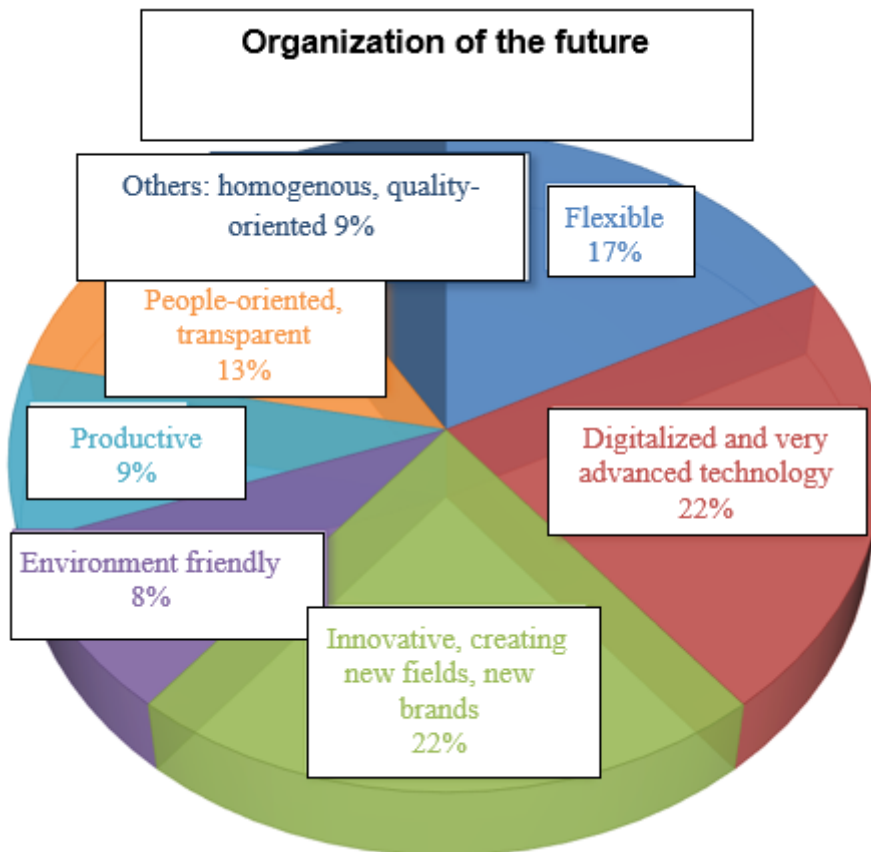 Organization of the future
Others: homogenous, quality-
oriented 9%
Flexible
17%
People-oriented,
transparent
13%
Digitalized and very
advanced technology
22%
Productive
9%
Environment friendly
8%
Innovative, creating
new fields, new
brands
22%